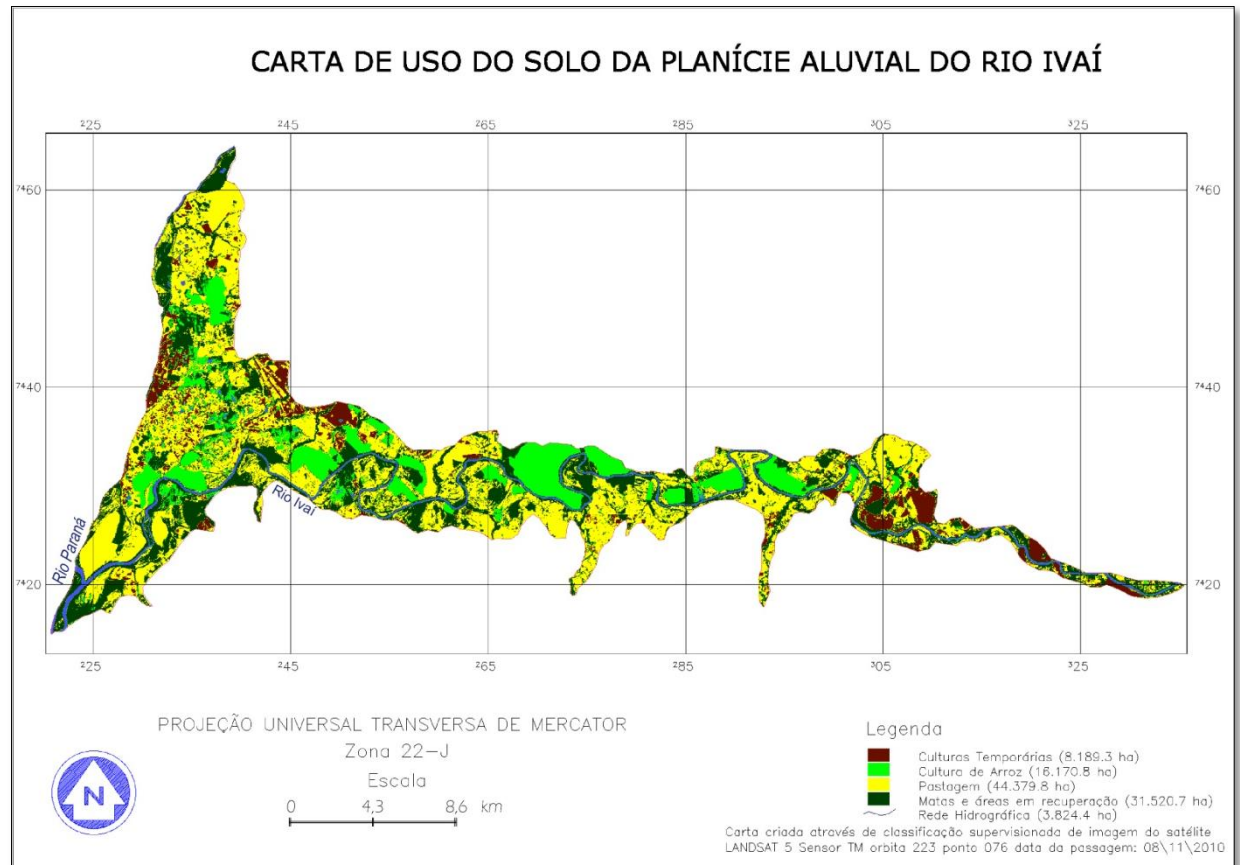 CARTA DE USO DO SOLO DA PLANÍCIE ALUVIAL DO RIO IVAÍ
²25 ²45 ²65 ²85 ³05 ³25
7⁴60 7⁴60
7⁴40 7⁴40
Rio Ivaí
Rio Paraná
7⁴20 7⁴20
²25 ²45 ²65 ²85 ³05 ³25
PROJEÇÃO UNIVERSAL TRANSVERSA DE MERCATOR
Zona 22-J
Escala
0 4,3 8,6 km
N
Legenda
Culturas Temporárias (8.189.3 ha)
Cultura de Arroz (16.170.8 ha)
Pastagem (44.379.8 ha)
Matas e áreas em recuperação (31.520.7 ha)
Rede Hidrográfica (3.824.4 ha)
Carta criada através de classificação supervisionada de imagem do satélite
LANDSAT 5 Sensor TM orbita 223 ponto 076 data da passagem: 08\11\2010